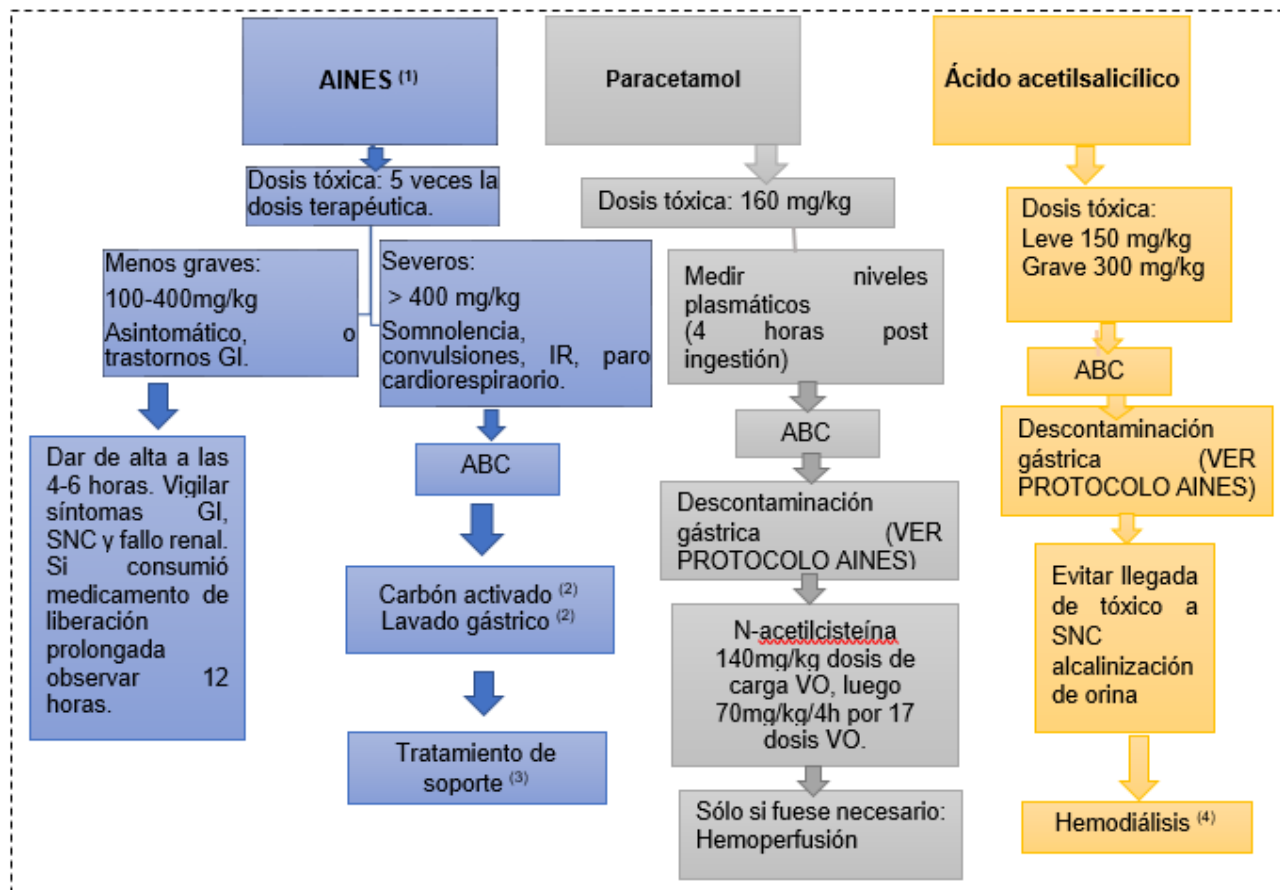 AINES (1)
Dosis tóxica: 5 veces la
dosis terapéutica.
Menos graves:
100-400mg/kg
Asintomático, o
trastornos GI.
Dar de alta a las
4-6 horas. Vigilar
síntomas GI,
SNC y fallo renal.
Si consumió
medicamento de
liberación
prolongada
observar 12
horas.
Severos:
> 400 mg/kg
Somnolencia,
convulsiones, IR, paro
cardiorespiraorio.
ABC
Carbón activado (2)
Lavado gástrico (2)
Tratamiento de
soporte (3)
Paracetamol
Dosis tóxica: 160 mg/kg
Medir niveles
plasmáticos
(4 horas post
ingestión)
ABC
Descontaminación
gástrica (VER
PROTOCOLO AINES)
N-acetilcisteína
140mg/kg dosis de
carga VO, luego
70mg/kg/4h por 17
dosis VO.
Sólo si fuese necesario:
Hemoperfusión
Ácido acetilsalicílico
Dosis tóxica:
Leve 150 mg/kg
Grave 300 mg/kg
ABC
Descontaminación
gástrica (VER
PROTOCOLO AINES)
Evitar llegada
de tóxico a
SNC
alcalinización
de orina
Hemodiálisis (4)